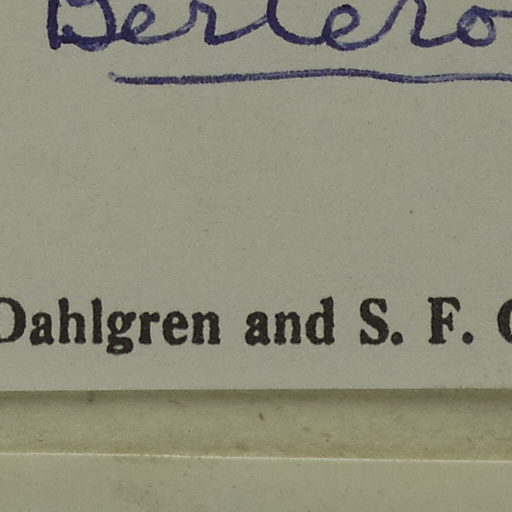 Bertero
Dahlgren and S. F.